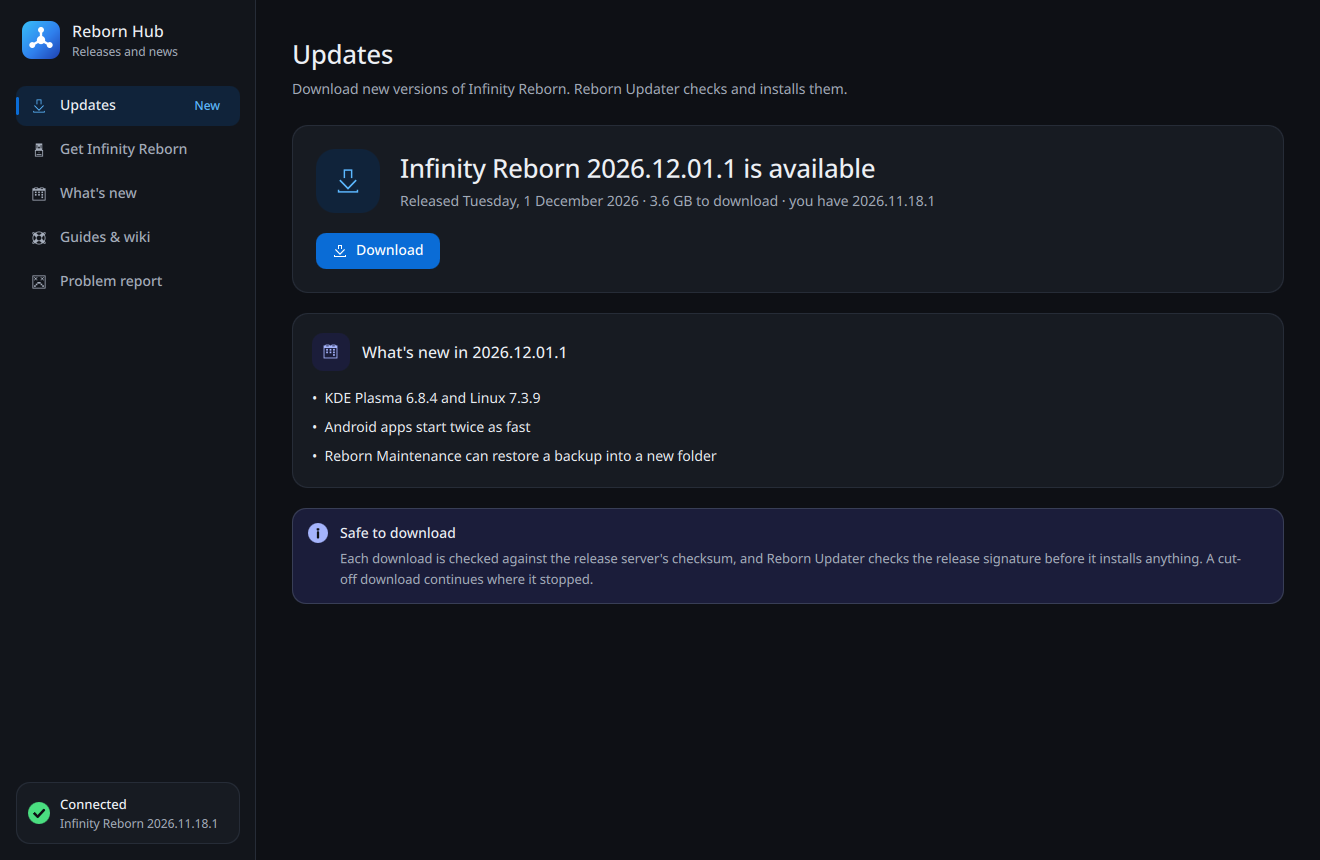 Reborn Hub
Releases and news
Updates New
Get Infinity Reborn
What's new
Guides & wiki
Problem report
Connected
Infinity Reborn 2026.11.18.1
Updates
Download new versions of Infinity Reborn. Reborn Updater checks and installs them.
Infinity Reborn 2026.12.01.1 is available
Released Tuesday, 1 December 2026 · 3.6 GB to download · you have 2026.11.18.1
Download
What's new in 2026.12.01.1
• KDE Plasma 6.8.4 and Linux 7.3.9
• Android apps start twice as fast
• Reborn Maintenance can restore a backup into a new folder
Safe to download
Each download is checked against the release server's checksum, and Reborn Updater checks the release signature before it installs anything. A cut-
off download continues where it stopped.